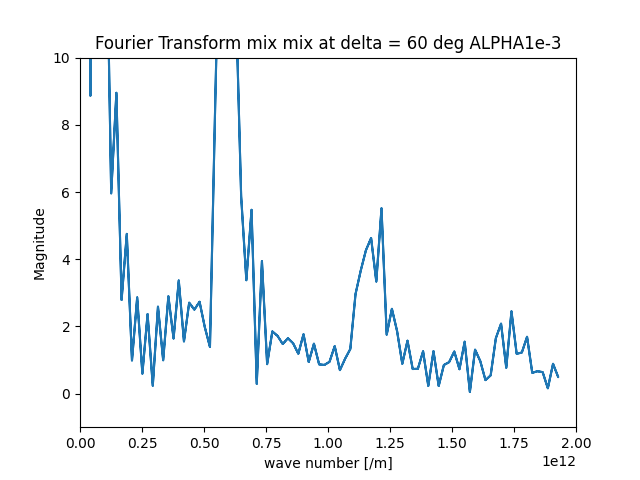 Fourier Transform mix mix at delta = 60 deg ALPHA1e-3
10
8
6
4
2
0
Magnitude
0.00 0.25 0.50 0.75 1.00 1.25 1.50 1.75 2.00
wave number [/m]
1e12